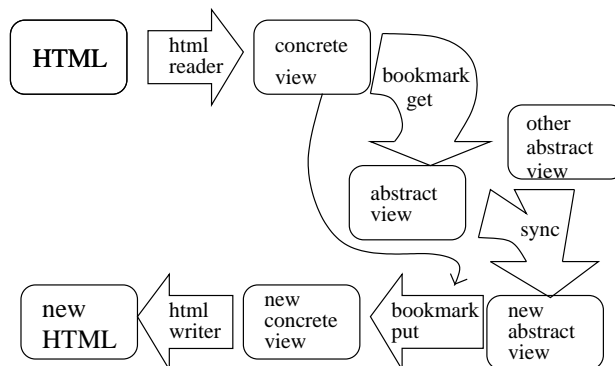 HTML
html
reader
concrete
view
bookmark
get
other
abstract
view
abstract
view
sync
new
HTML
html
writer
new
concrete
view
bookmark
put
new
abstract
view